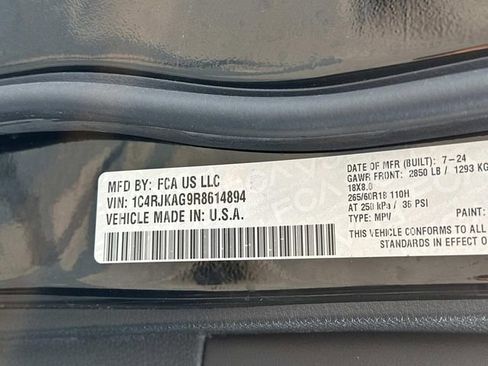 MFD BY: FCA US LLC
VIN: 1C4RJKAG9R8614894
VEHICLE MADE IN: U.S.A.
DATE OF MFR (BUILT): 7-24
GAWR FRONT: 2850 LB / 1293 KG
18X8.0
265/60R18 110H
AT 250 kPa / 36 PSI
TYPE: MPV PAINT:
THIS VEHICLE CONFORMS TO ALL
STANDARDS IN EFFECT